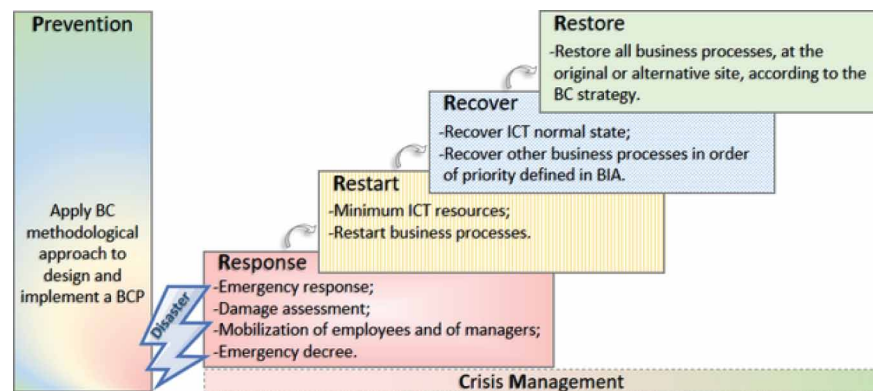 Prevention
Apply BC
methodological
approach to
design and
implement a BCP
Disaster
Response
-Emergency response;
-Damage assessment;
-Mobilization of employees and of managers;
-Emergency decree.
Restart
-Minimum ICT resources;
-Restart business processes.
Recover
-Recover ICT normal state;
-Recover other business processes in order
of priority defined in BIA.
Restore
-Restore all business processes, at the
original or alternative site, according to the
BC strategy.
Crisis Management